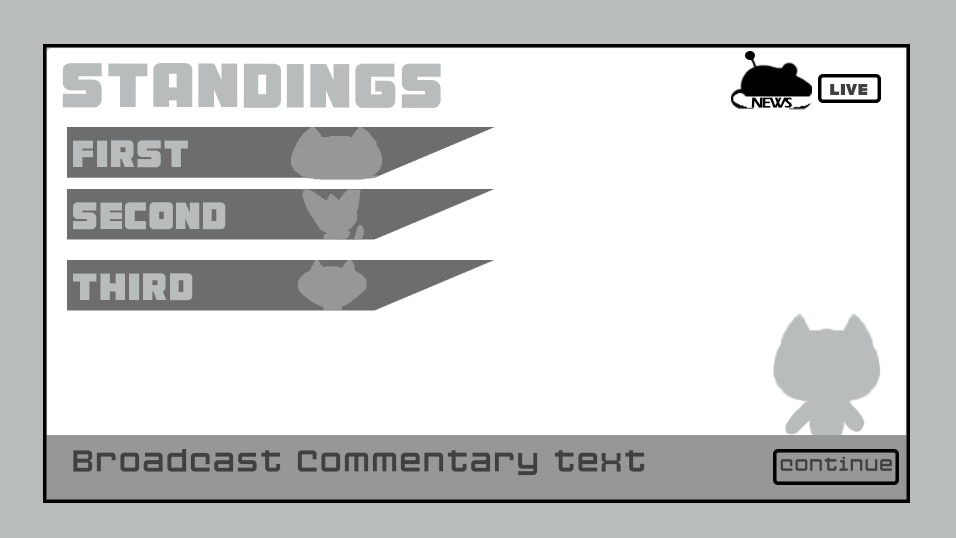 STANDINGS
NEWS
LIVE
FIRST
SECOND
THIRD
Broadcast Commentary text
continue